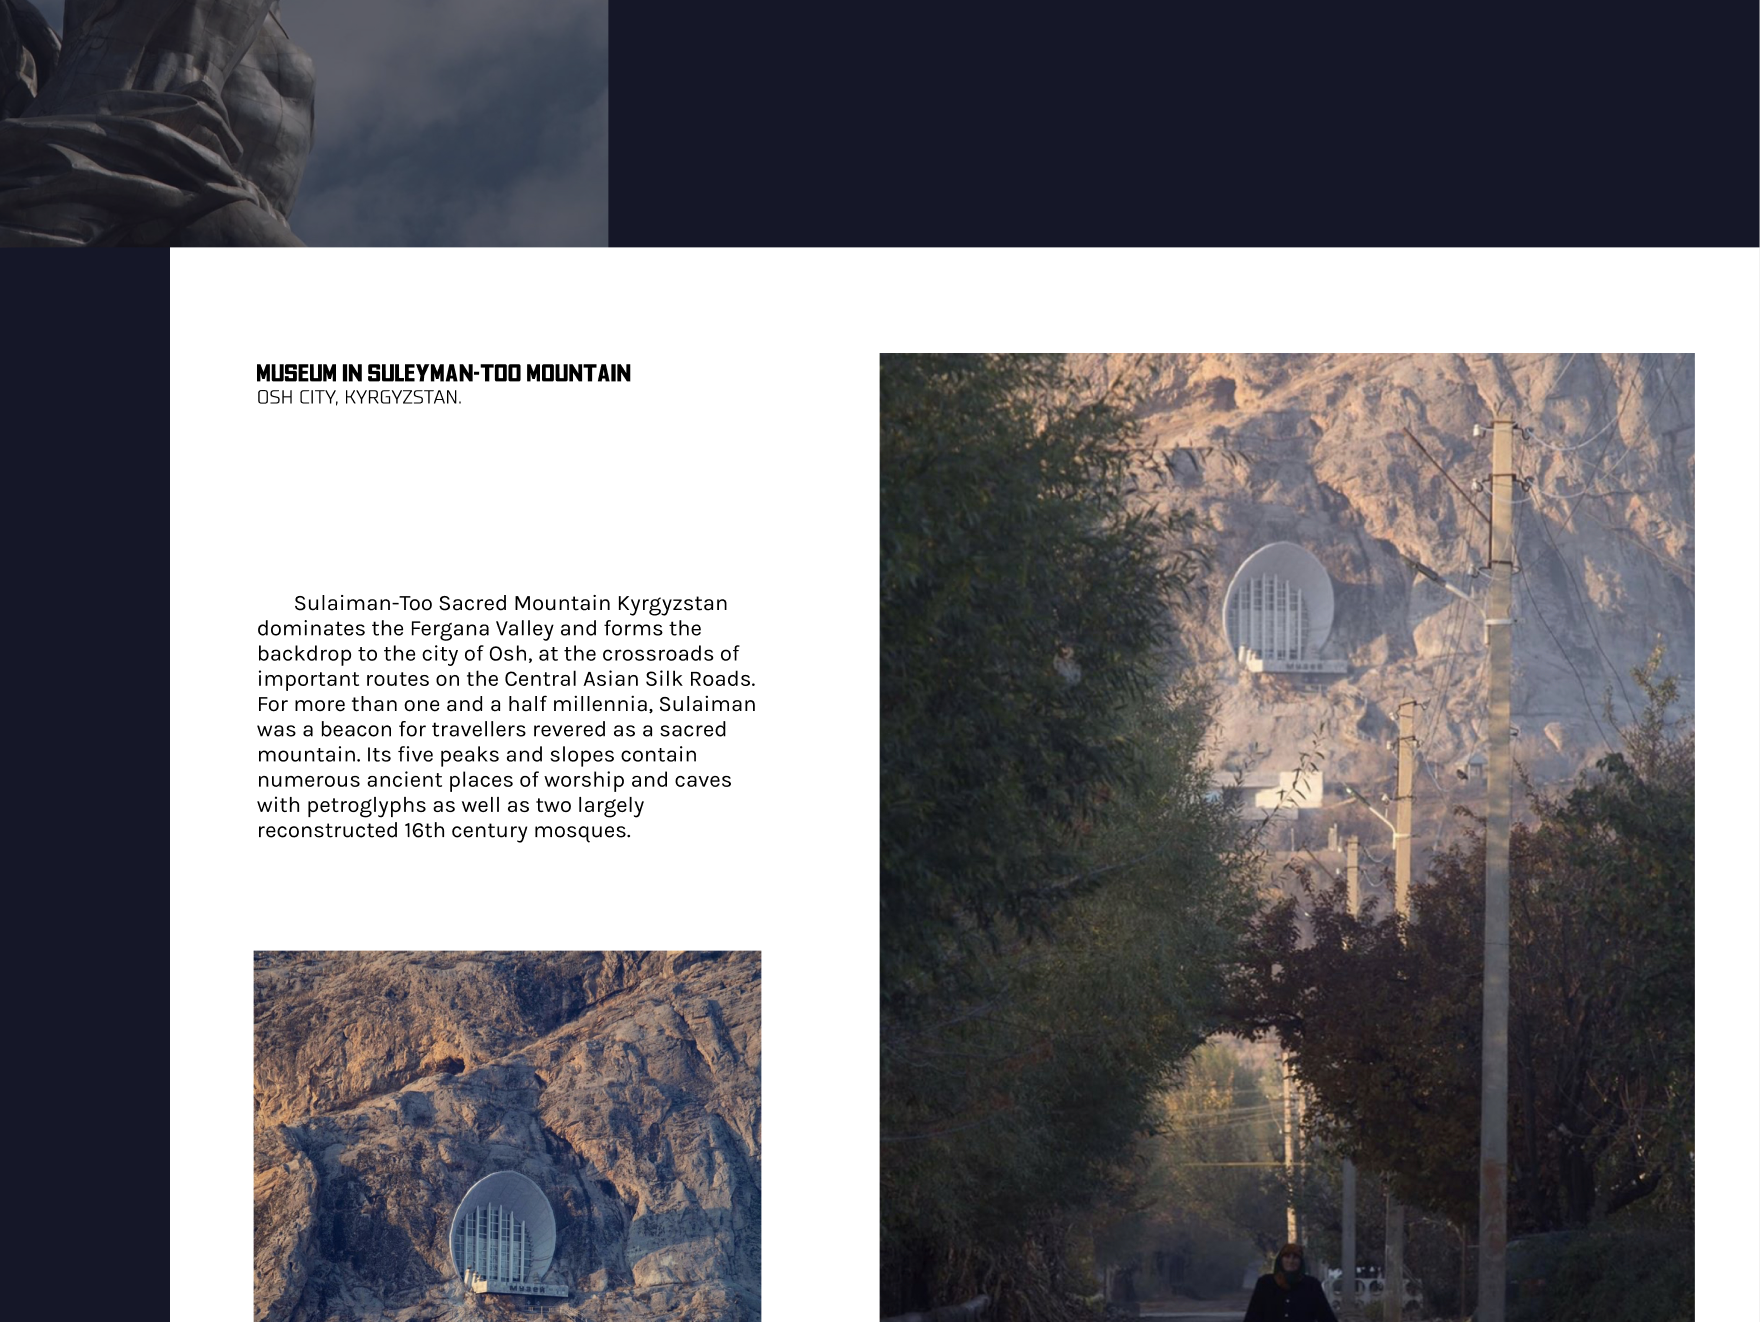 MUSEUM IN SULEYMAN-TOO MOUNTAIN
OSH CITY, KYRGYZSTAN.
Sulaiman-Too Sacred Mountain Kyrgyzstan
dominates the Fergana Valley and forms the
backdrop to the city of Osh, at the crossroads of
important routes on the Central Asian Silk Roads.
For more than one and a half millennia, Sulaiman
was a beacon for travellers revered as a sacred
mountain. Its five peaks and slopes contain
numerous ancient places of worship and caves
with petroglyphs as well as two largely
reconstructed 16th century mosques.
МУЗЕЙ
МУЗЕЙ